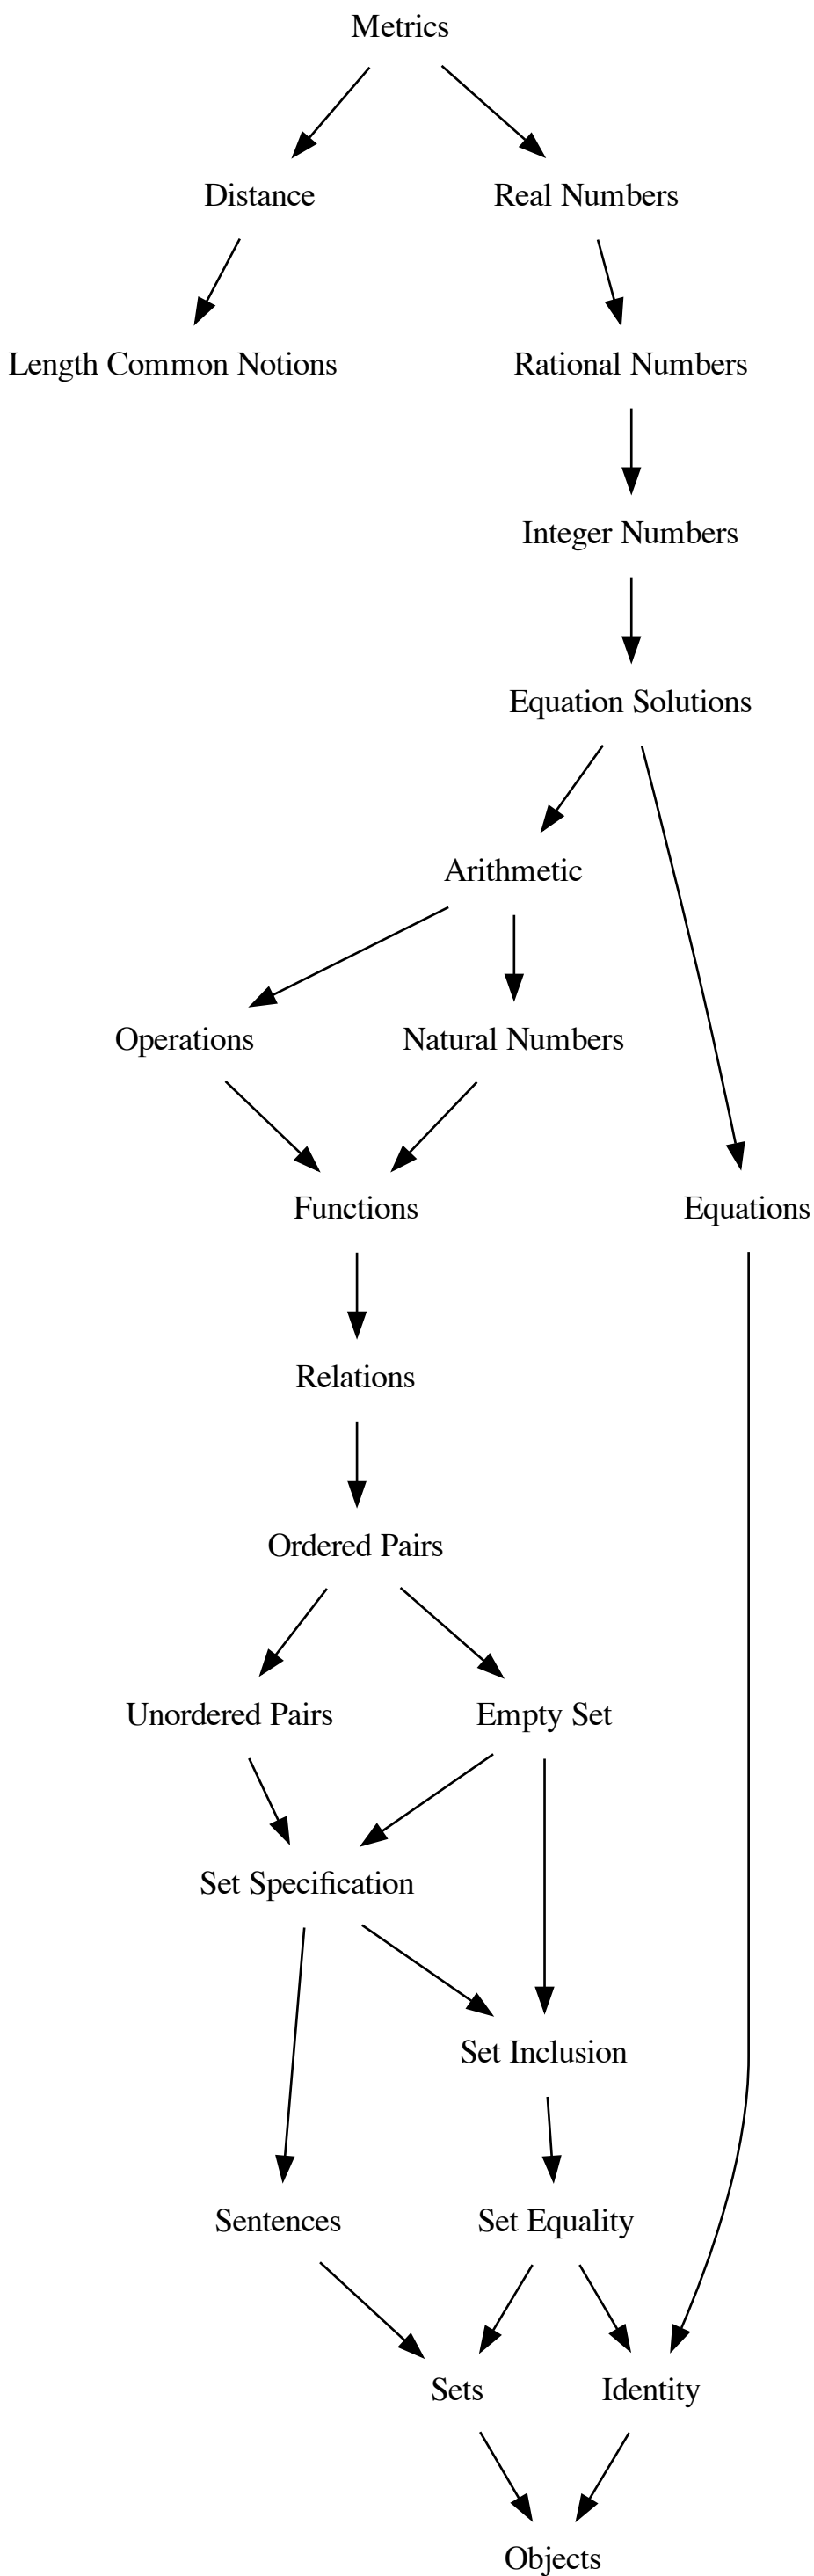 Metrics
Distance
Real Numbers
Length Common Notions
Rational Numbers
Integer Numbers
Equation Solutions
Arithmetic
Operations
Natural Numbers
Functions
Equations
Relations
Ordered Pairs
Unordered Pairs
Empty Set
Set Specification
Set Inclusion
Sentences
Set Equality
Sets
Identity
Objects